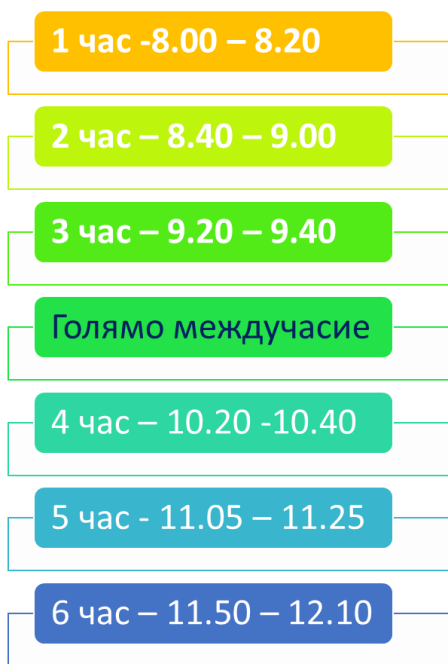 1 час -8.00 – 8.20
2 час – 8.40 – 9.00
3 час – 9.20 – 9.40
Голямо междучасие
4 час – 10.20 -10.40
5 час - 11.05 – 11.25
6 час – 11.50 – 12.10